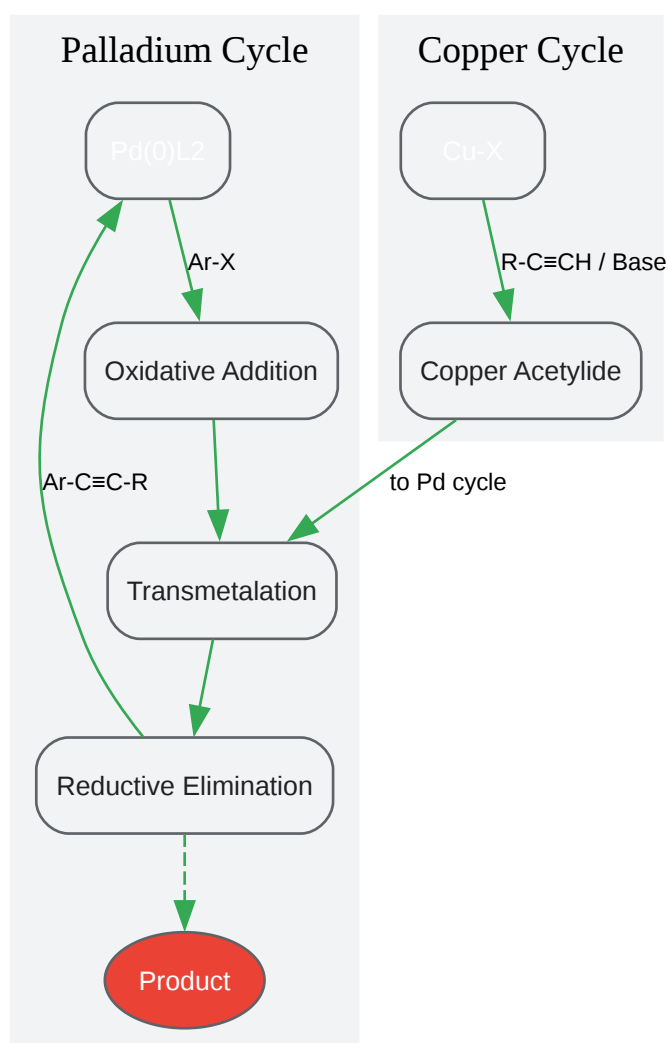 Palladium Cycle
Copper Cycle
Pd(0)L2
Cu-X
Ar-X
R-C≡CH / Base
Oxidative Addition
Copper Acetylide
Ar-C≡C-R
to Pd cycle
Transmetalation
Reductive Elimination
Product